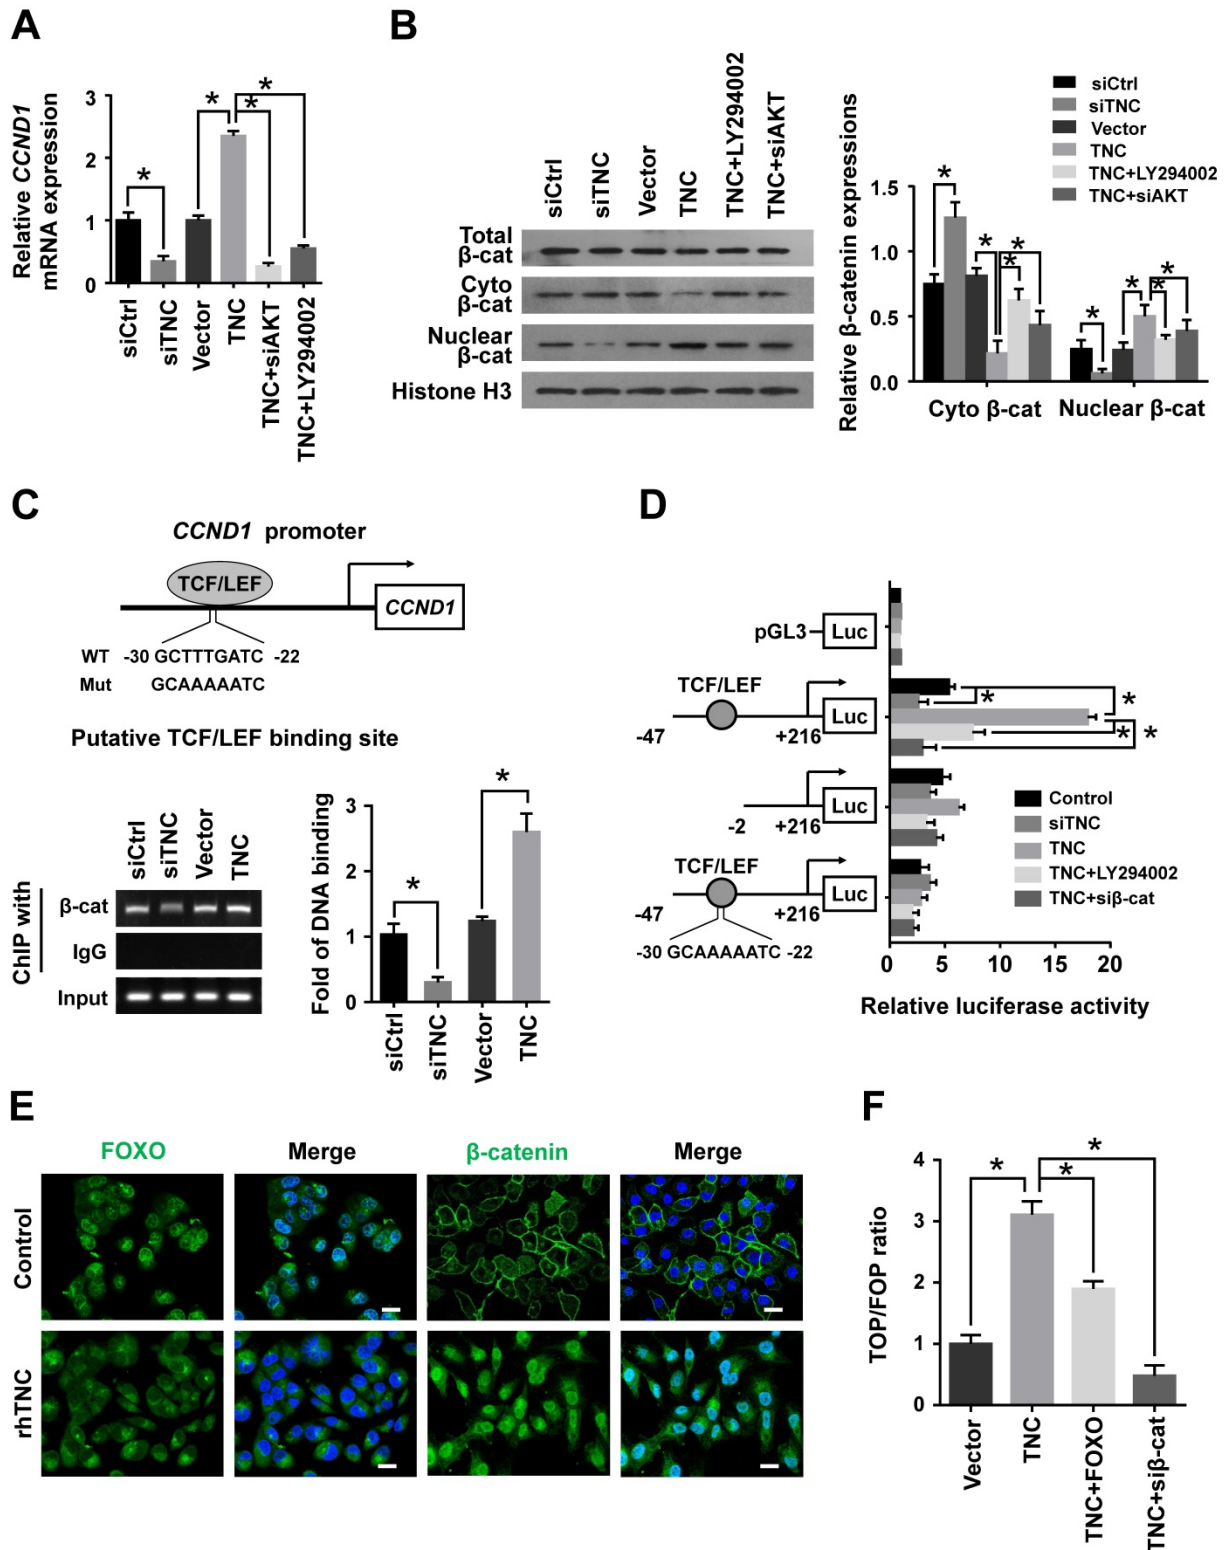 A
Relative CCND1
mRNA expression
3
2
1
0
*
*
*
*
siCtrl
siTNC
Vector
TNC
TNC+siAKT
TNC+LY294002
B
siCtrl
siTNC
Vector
TNC
TNC+LY294002
TNC+siAKT
Total
β-cat
Cyto
β-cat
Nuclear
β-cat
Histone H3
siCtrl
siTNC
Vector
TNC
TNC+LY294002
TNC+siAKT
Relative β-catenin expressions
1.5
1.0
0.5
0.0
*
*
*
*
*
*
*
*
Cyto β-cat
Nuclear β-cat
C
CCND1 promoter
TCF/LEF
CCND1
WT -30 GCTTTGATC -22
Mut GCAAAAATC
Putative TCF/LEF binding site
siCtrl
siTNC
Vector
TNC
ChIP with
β-cat
IgG
Input
Fold of DNA binding
3
2
1
0
*
*
siCtrl
siTNC
Vector
TNC
D
pGL3
Luc
TCF/LEF
-47
+216
Luc
-2
+216
Luc
TCF/LEF
-47
+216
Luc
-30 GCAAAAATC -22
*
*
*
*
Control
siTNC
TNC
TNC+LY294002
TNC+siβ-cat
0 5 10 15 20
Relative luciferase activity
E
FOXO
Merge
β-catenin
Merge
Control
rhTNC
F
TOP/FOP ratio
4
3
2
1
0
*
*
*
Vector
TNC
TNC+FOXO
TNC+siβ-cat